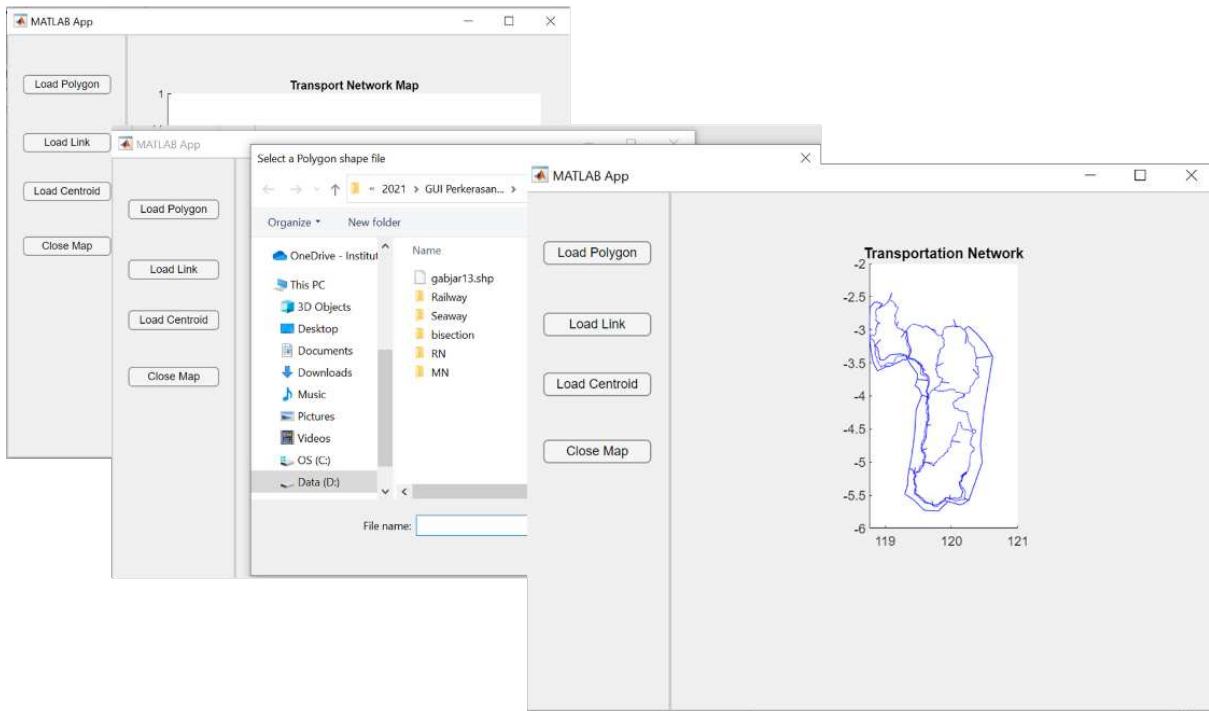 MATLAB App
Load Polygon
Load Link
Load Centroid
Close Map
Transport Network Map
1
MATLAB App
Load Polygon
Load Link
Load Centroid
Close Map
Select a Polygon shape file
« 2021 › GUI Perkerasan... ›
Organize
New folder
OneDrive - Institut
This PC
3D Objects
Desktop
Documents
Downloads
Music
Pictures
Videos
OS (C:)
Data (D:)
Name
gabjar13.shp
Railway
Seaway
bisection
RN
MN
File name:
MATLAB App
Load Polygon
Load Link
Load Centroid
Close Map
Transportation Network
-2
-2.5
-3
-3.5
-4
-4.5
-5
-5.5
-6
119 120 121